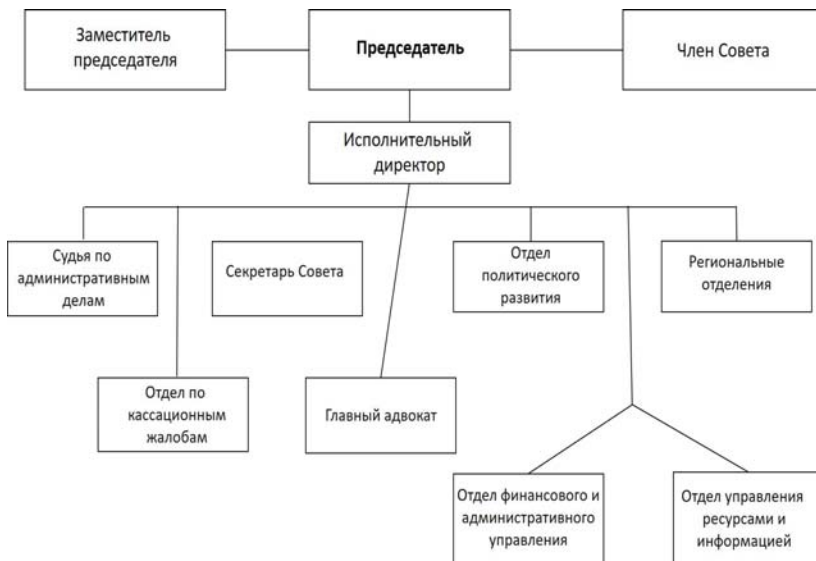 Заместитель
председателя
Председатель
Член Совета
Исполнительный
директор
Судья по
административным
делам
Секретарь Совета
Отдел
политического
развития
Региональные
отделения
Отдел по
кассационным
жалобам
Главный адвокат
Отдел финансового и
административного
управления
Отдел управления
ресурсами и
информацией